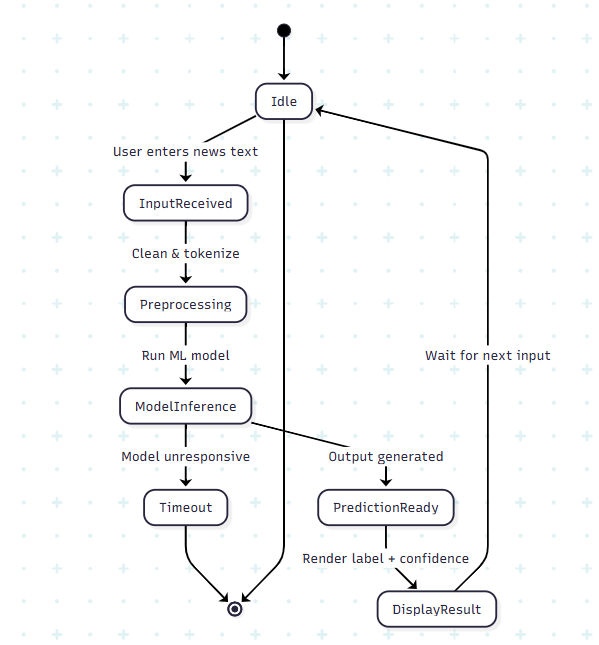 Idle
User enters news text
InputReceived
Clean & tokenize
Preprocessing
Run ML model
Wait for next input
ModelInference
Model unresponsive
Output generated
Timeout
PredictionReady
Render label + confidence
DisplayResult